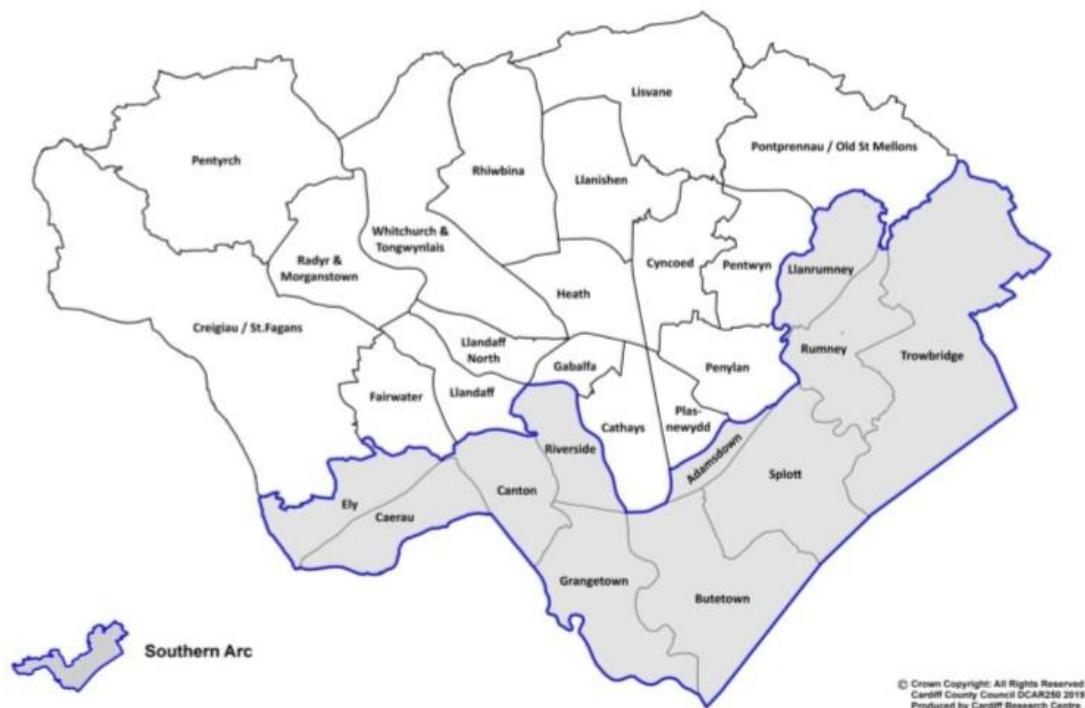 Lisvane
Pontprennau / Old St Mellons
Pentyrch
Rhiwbina
Llanishen
Whitchurch &
Tongwynlais
Radyr &
Morganstown
Cyncoed
Pentwyn
Llanrumney
Heath
Creigiau / St.Fagans
Llandaff
North
Rumney
Trowbridge
Gabalfa
Penylan
Fairwater
Llandaff
Plas-
newydd
Cathays
Riverside
Adamsdown
Splott
Canton
Ely
Caerau
Grangetown
Butetown
Southern Arc
© Crown Copyright: All Rights Reserved
Cardiff County Council DCAR250 2019
Produced by Cardiff Research Centre